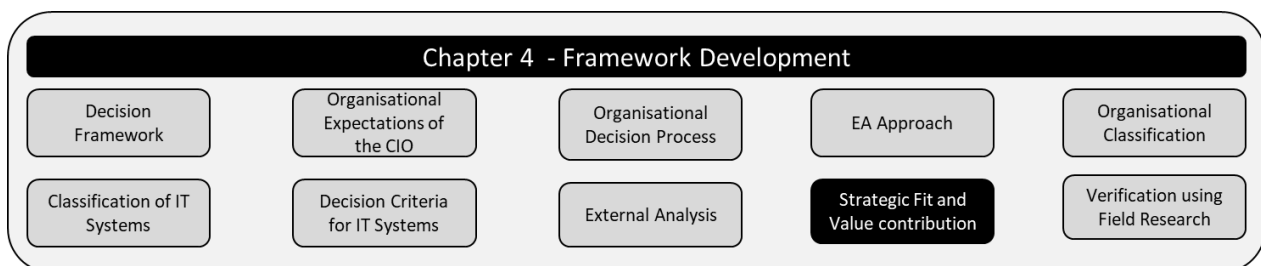 Chapter 4  - Framework Development
Decision
Framework
Organisational
Expectations of
the CIO
Organisational
Decision Process
EA Approach
Organisational
Classification
Classification of IT
Systems
Decision Criteria
for IT Systems
External Analysis
Strategic Fit and
Value contribution
Verification using
Field Research